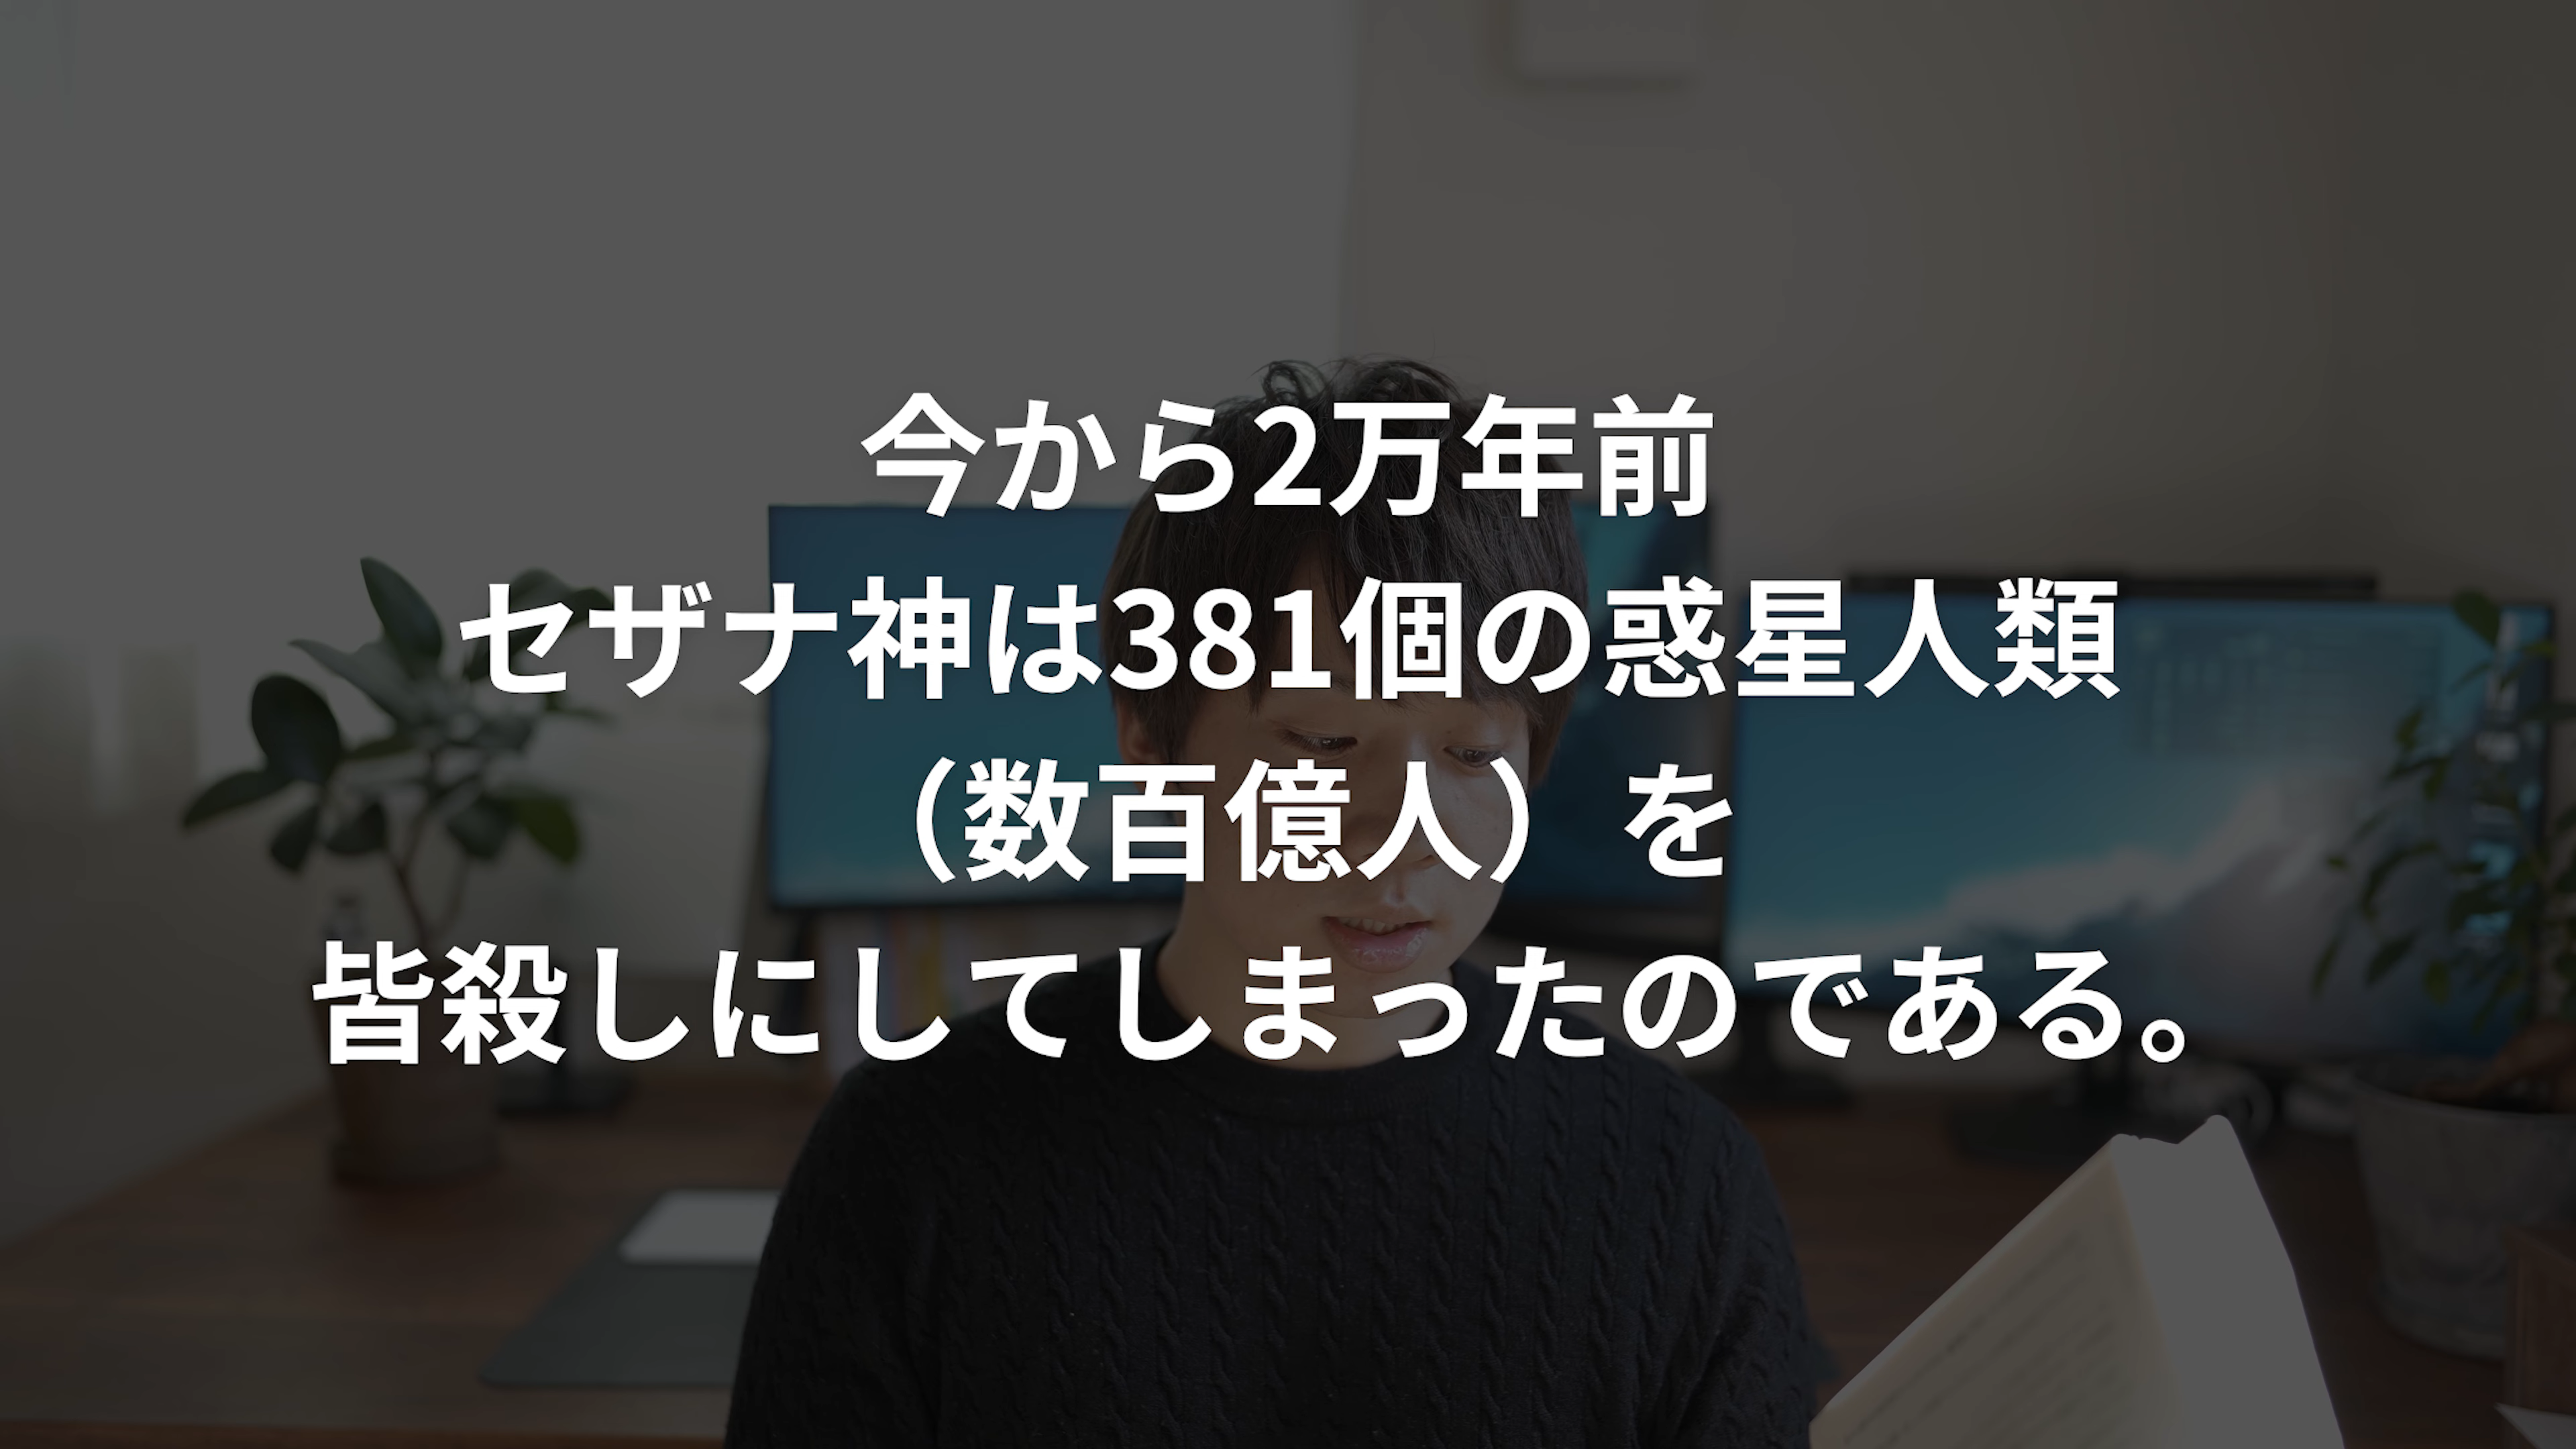 今から2万年前
セザナ神は381個の惑星人類
（数百億人）を
皆殺しにしてしまったのである。